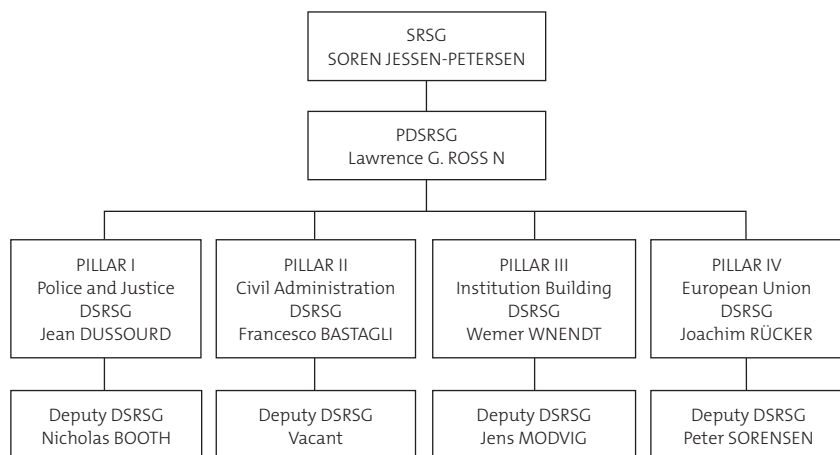 SRSG
SOREN JESSEN-PETERSEN
PDSRSG
Lawrence G. ROSS N
PILLAR I
Police and Justice
DSRSG
Jean DUSSOURD
PILLAR II
Civil Administration
DSRSG
Francesco BASTAGLI
PILLAR III
Institution Building
DSRSG
Wemer WNENDT
PILLAR IV
European Union
DSRSG
Joachim RÜCKER
Deputy DSRSG
Nicholas BOOTH
Deputy DSRSG
Vacant
Deputy DSRSG
Jens MODVIG
Deputy DSRSG
Peter SORENSEN